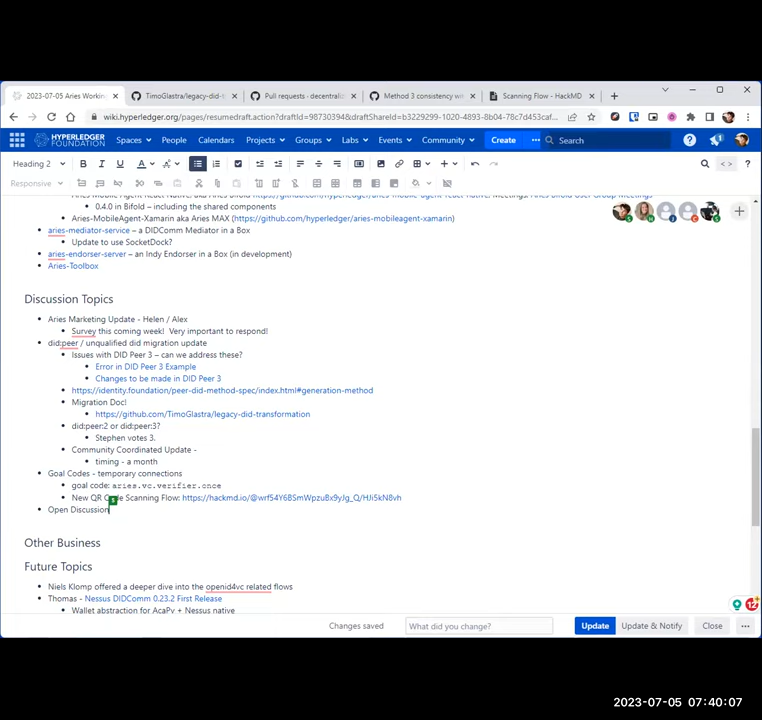 2023-07-05 Aries Workin
TimoGlastra/legacy-did-t
Pull requests · decentraliz
Method 3 consistency wit
Scanning Flow - HackMD
wiki.hyperledger.org/pages/resumedraft.action?draftId=98730394&draftShareId=b3229299-1020-4893-8b04-78c7d453caf...
HYPERLEDGER FOUNDATION
Spaces People Calendars Projects Groups Labs Events Community Create Search
Heading 2 B I U A
Responsive
0.4.0 in Bifold – including the shared components
Aries-MobileAgent-Xamarin aka Aries MAX (https://github.com/hyperledger/aries-mobileagent-xamarin)
aries-mediator-service – a DIDComm Mediator in a Box
Update to use SocketDock?
aries-endorser-server – an Indy Endorser in a Box (in development)
Aries-Toolbox
Discussion Topics
Aries Marketing Update - Helen / Alex
Survey this coming week! Very important to respond!
did:peer / unqualified did migration update
Issues with DID Peer 3 – can we address these?
Error in DID Peer 3 Example
Changes to be made in DID Peer 3
https://identity.foundation/peer-did-method-spec/index.html#generation-method
Migration Doc!
https://github.com/TimoGlastra/legacy-did-transformation
did:peer:2 or did:peer:3?
Stephen votes 3.
Community Coordinated Update -
timing - a month
Goal Codes - temporary connections
goal code: aries.vc.verifier.once
New QR Code Scanning Flow: https://hackmd.io/@wrf54Y6BSmWpzuBx9yJg_Q/HJi5kN8vh
Open Discussion
Other Business
Future Topics
Niels Klomp offered a deeper dive into the openid4vc related flows
Thomas - Nessus DIDComm 0.23.2 First Release
Wallet abstraction for AcaPy + Nessus native
12
Changes saved
What did you change?
Update
Update & Notify
Close
2023-07-05 07:40:07